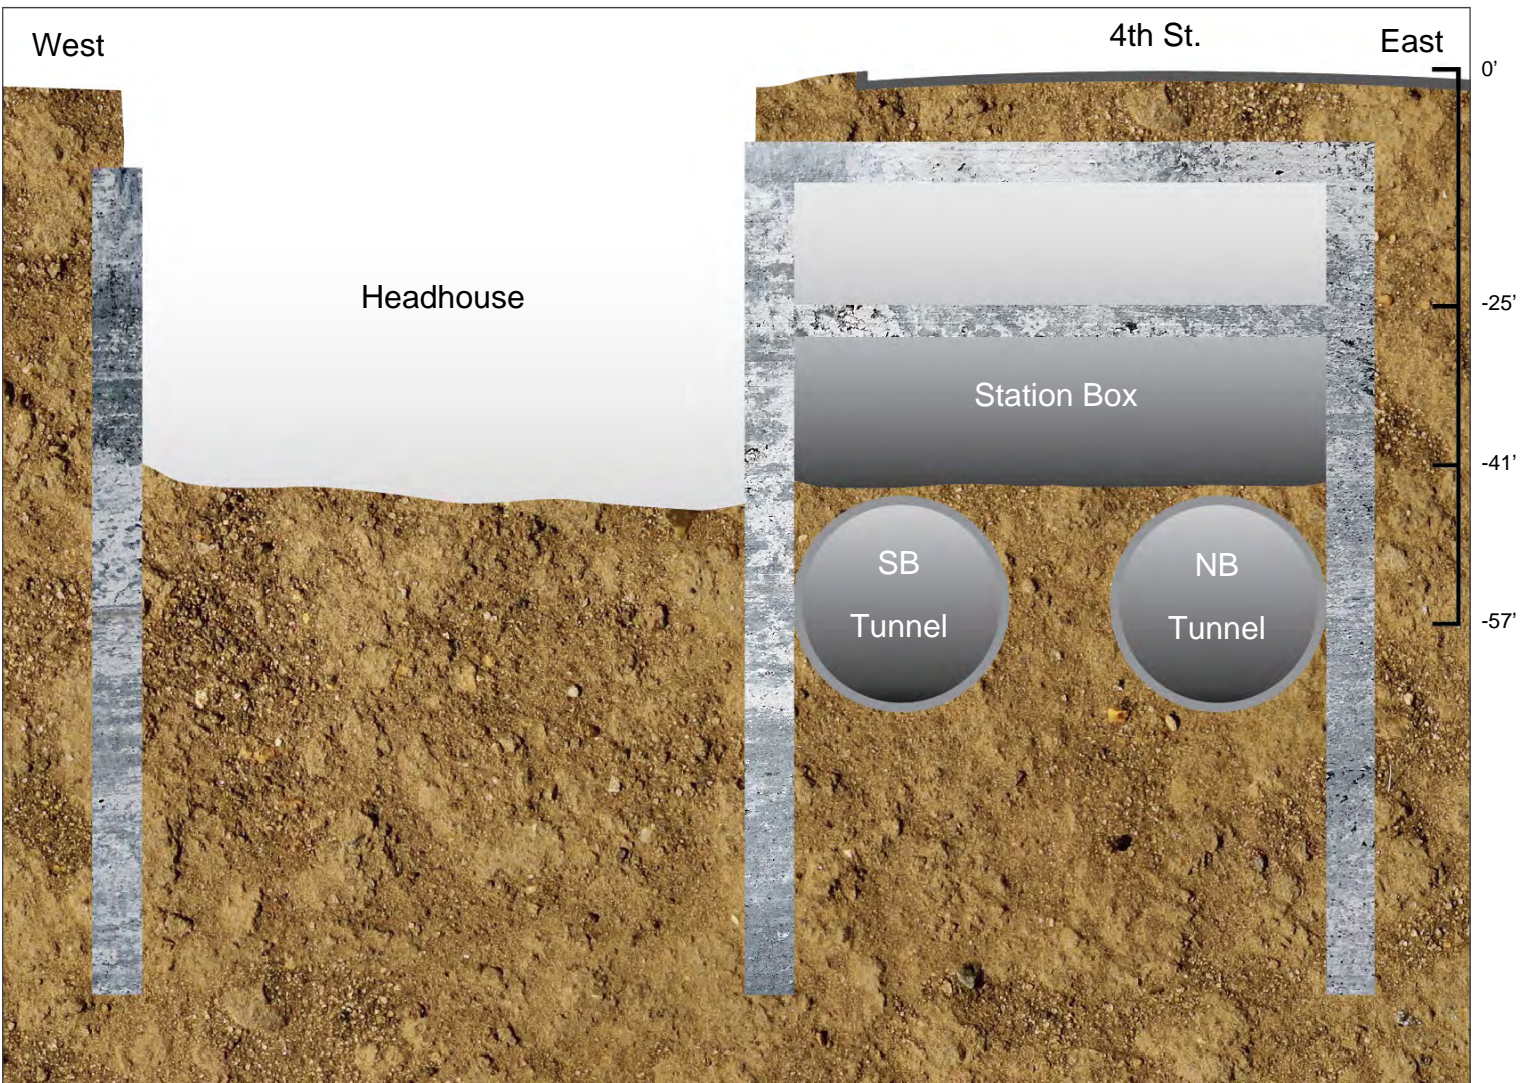 West
4th St.
East
0’
Headhouse
-25’
Station Box
-41’
SB
Tunnel
NB
Tunnel
-57’